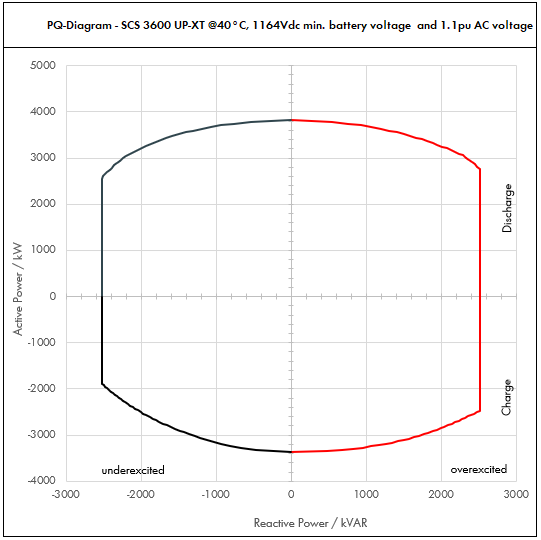 PQ-Diagram - SCS 3600 UP-XT @40°C, 1164Vdc min. battery voltage and 1.1pu AC voltage
5000
4000
3000
2000
1000
0
-1000
-2000
-3000
-4000
Active Power / kW
Discharge
Charge
underexcited
overexcited
-3000 -2000 -1000 0 1000 2000 3000
Reactive Power / kVAR